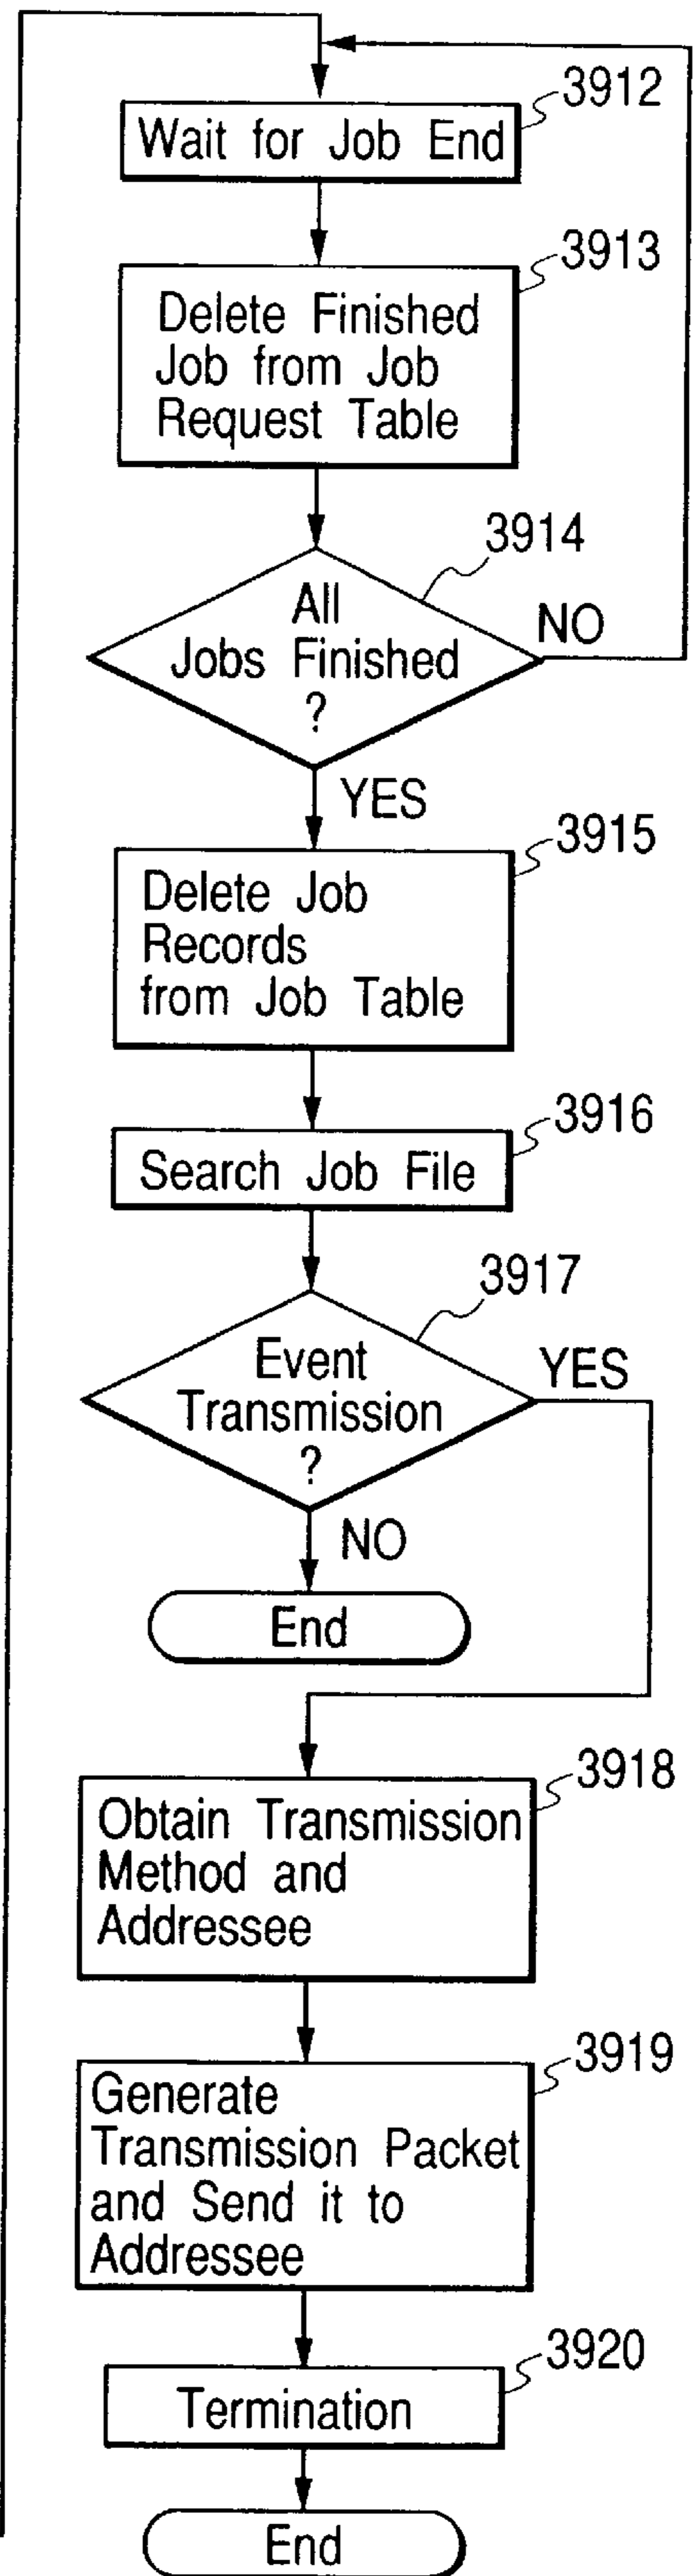 3912
Wait for Job End
3913
Delete Finished
Job from Job
Request Table
3914
All
Jobs Finished
?
NO
YES
3915
Delete Job
Records
from Job Table
3916
Search Job File
3917
Event
Transmission
?
YES
NO
End
3918
Obtain Transmission
Method and
Addressee
3919
Generate
Transmission Packet
and Send it to
Addressee
3920
Termination
End